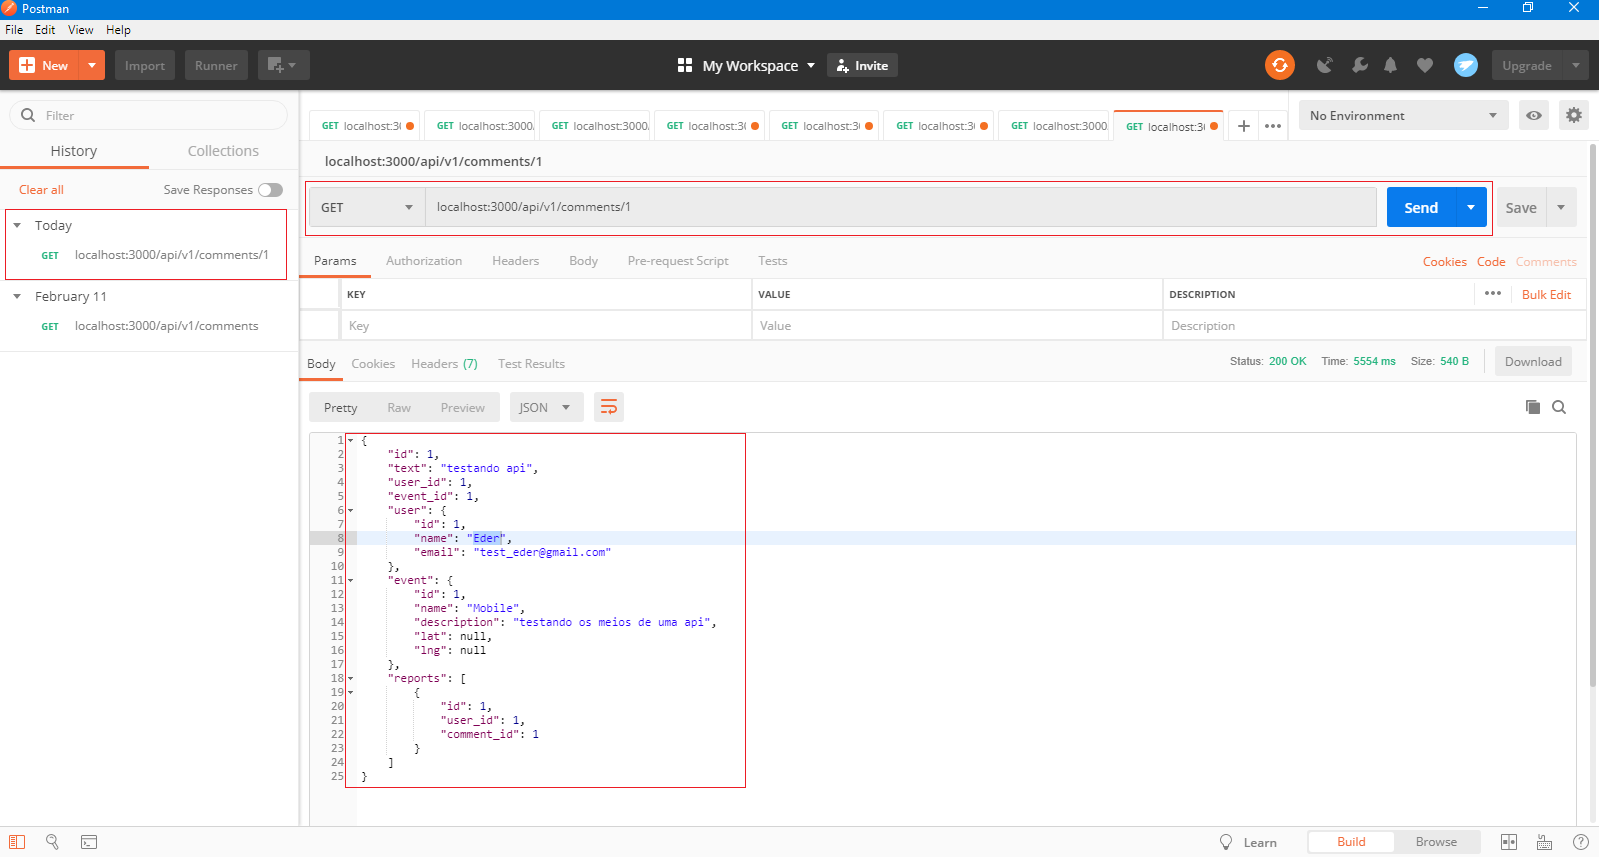 Postman
File Edit View Help
New Import Runner My Workspace Invite Upgrade
Filter
History Collections
Clear all Save Responses
Today
GET localhost:3000/api/v1/comments/1
February 11
GET localhost:3000/api/v1/comments
GET localhost:3( GET localhost:3000, GET localhost:3000, GET localhost:3( GET localhost:3( GET localhost:3( GET localhost:3000, GET localhost:3( + ••• No Environment
localhost:3000/api/v1/comments/1
GET localhost:3000/api/v1/comments/1 Send Save
Params Authorization Headers Body Pre-request Script Tests Cookies Code Comments
KEY VALUE DESCRIPTION ••• Bulk Edit
Key Value Description
Body Cookies Headers (7) Test Results Status: 200 OK Time: 5554 ms Size: 540 B Download
Pretty Raw Preview JSON
1 {
2 "id": 1,
3 "text": "testando api",
4 "user_id": 1,
5 "event_id": 1,
6 "user": {
7 "id": 1,
8 "name": "Eder",
9 "email": "test_eder@gmail.com"
10 },
11 "event": {
12 "id": 1,
13 "name": "Mobile",
14 "description": "testando os meios de uma api",
15 "lat": null,
16 "lng": null
17 },
18 "reports": [
19 {
20 "id": 1,
21 "user_id": 1,
22 "comment_id": 1
23 }
24 ]
25 }
Learn Build Browse ?